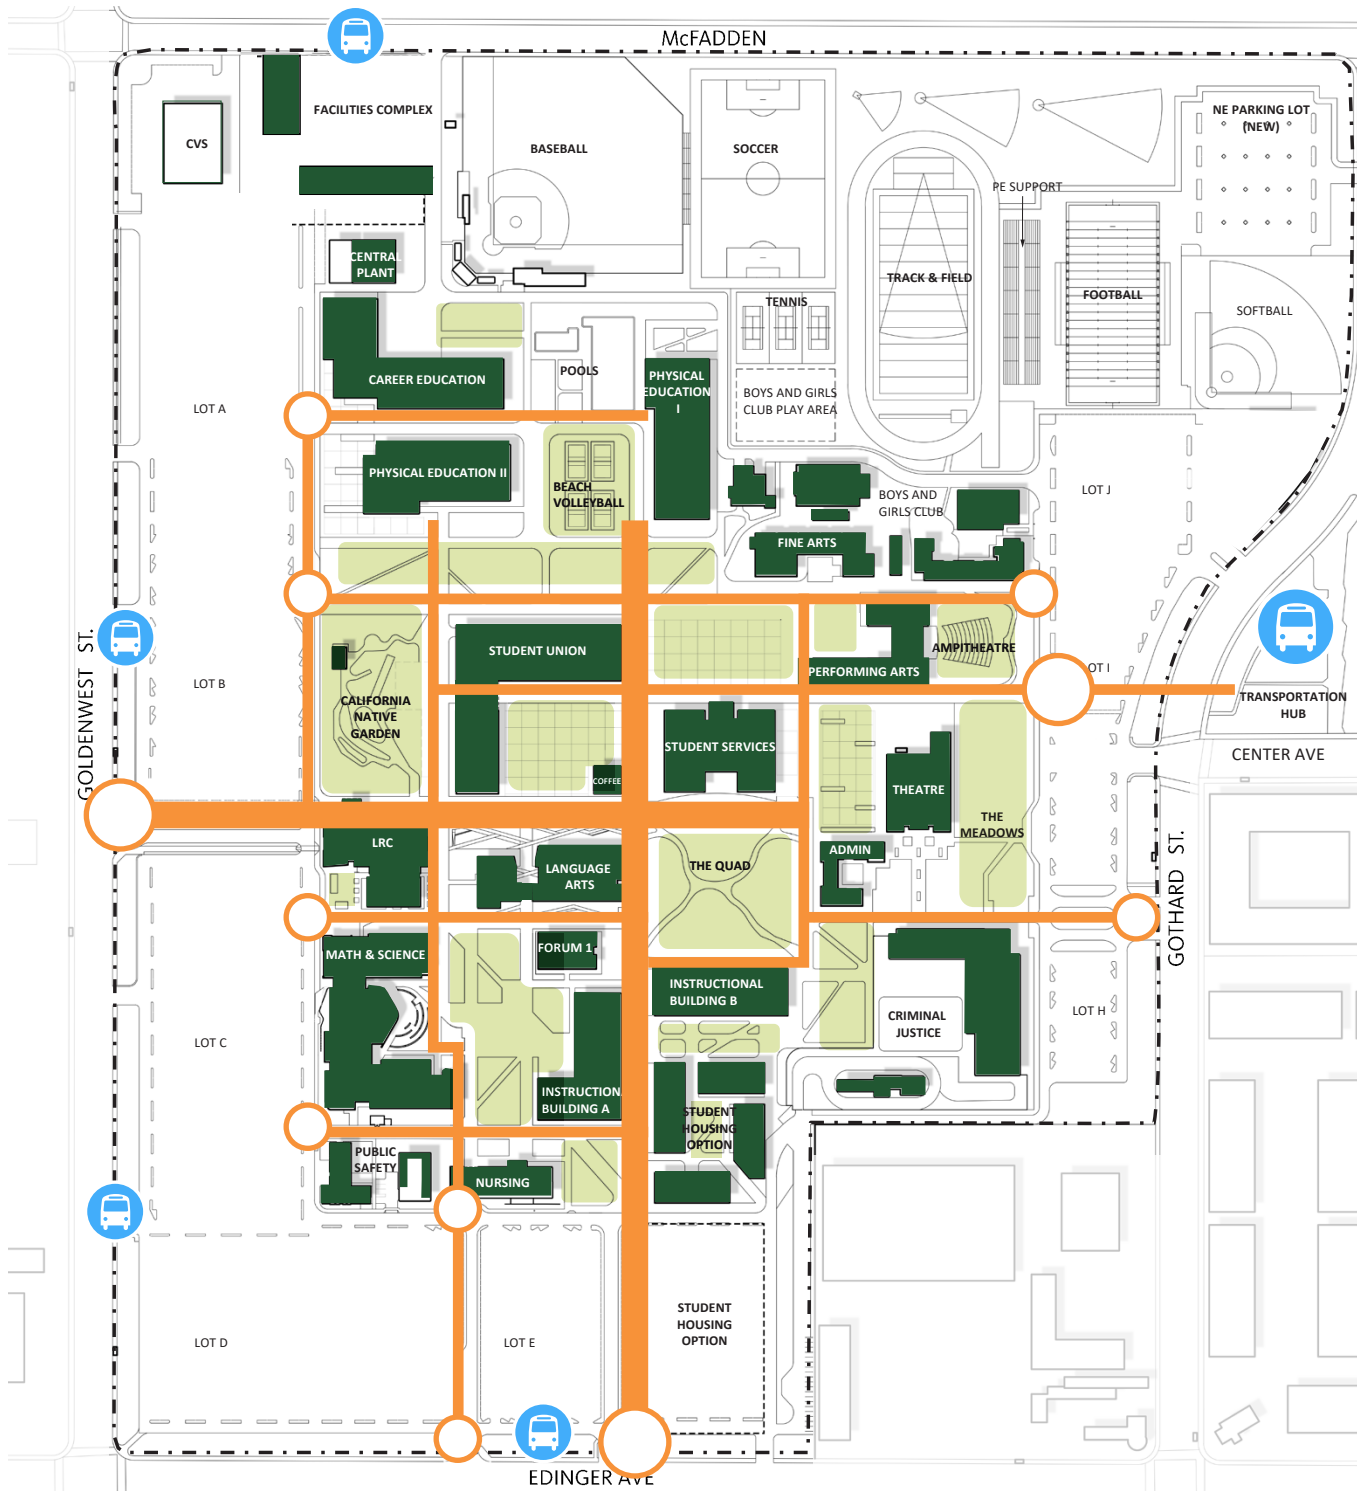 McFADDEN
FACILITIES COMPLEX
NE PARKING LOT
(NEW)
CVS
BASEBALL
SOCCER
PE SUPPORT
CENTRAL
PLANT
TRACK & FIELD
FOOTBALL
TENNIS
SOFTBALL
CAREER EDUCATION
POOLS
PHYSICAL
EDUCATION
I
BOYS AND GIRLS
CLUB PLAY AREA
LOT A
PHYSICAL EDUCATION II
BEACH
VOLLEYBALL
BOYS AND
GIRLS CLUB
LOT J
FINE ARTS
GOLDENWEST ST.
STUDENT UNION
AMPITHEATRE
PERFORMING ARTS
OT I
LOT B
CALIFORNIA
NATIVE
GARDEN
TRANSPORTATION
HUB
STUDENT SERVICES
CENTER AVE
COFFEE
THEATRE
THE
MEADOWS
LRC
ADMIN
LANGUAGE
ARTS
THE QUAD
GOTHARD ST.
MATH & SCIENCE
FORUM 1
INSTRUCTIONAL
BUILDING B
CRIMINAL
JUSTICE
LOT H
LOT C
INSTRUCTION
BUILDING A
STUDENT
HOUSING
OPTION
PUBLIC
SAFETY
NURSING
STUDENT
HOUSING
OPTION
LOT D
LOT E
EDINGER AVE